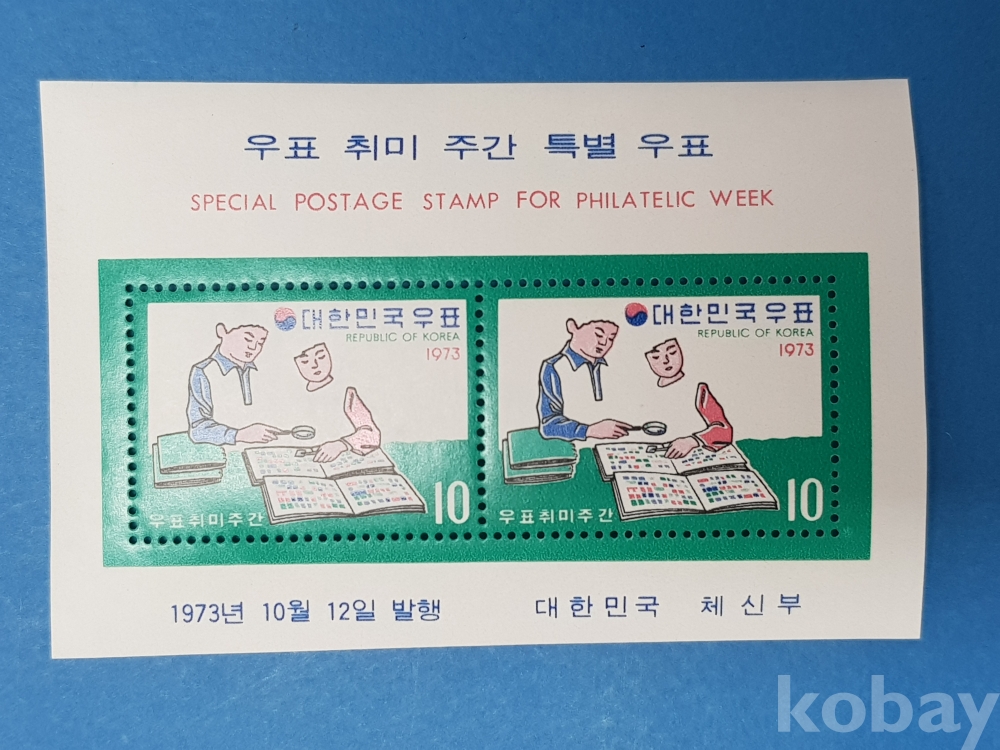 우표 취미 주간 특별 우표
SPECIAL POSTAGE STAMP FOR PHILATELIC WEEK
대한민국우표
REPUBLIC OF KOREA
1973
우표취미주간
10
대한민국우표
REPUBLIC OF KOREA
1973
우표취미주간
10
1973년 10월 12일 발행
대한민국 체신부
kobay